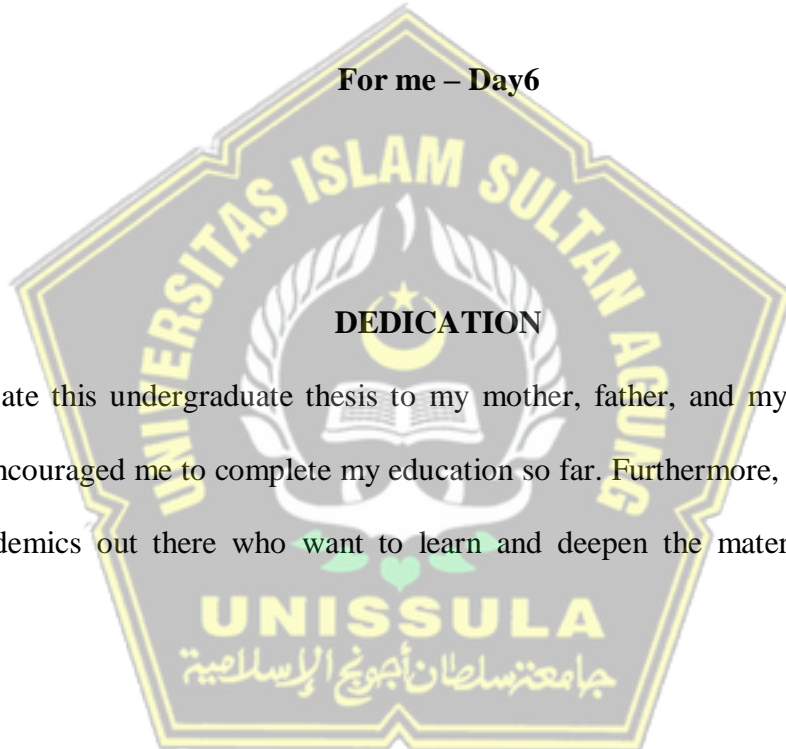 For me – Day6
UNIVERSITAS ISLAM SULTAN AGUNG
DEDICATION
ate this undergraduate thesis to my mother, father, and my
ncouraged me to complete my education so far. Furthermore,
demics out there who want to learn and deepen the mater
UNISSULA
جامعة سلطان أجونج الإسلامية